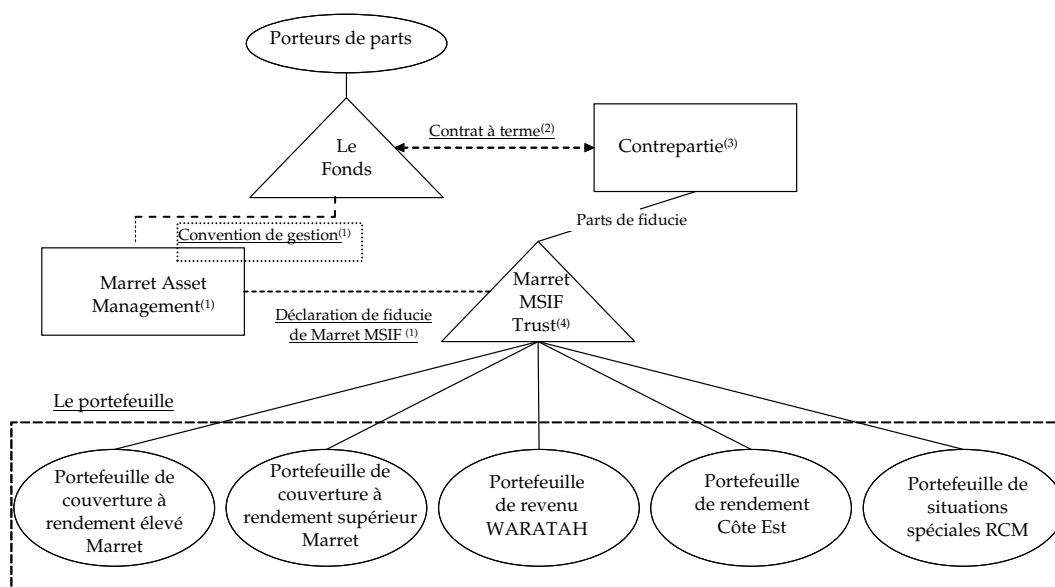 Porteurs de parts
Le
Fonds
Contrat à terme(2)
Contrepartie(3)
Parts de fiducie
Convention de gestion(1)
Marret Asset
Management(1)
Déclaration de fiducie
de Marret MSIF (1)
Marret
MSIF
Trust(4)
Le portefeuille
Portefeuille de
couverture à
rendement élevé
Marret
Portefeuille de
couverture à
rendement supérieur
Marret
Portefeuille
de revenu
WARATAH
Portefeuille
de rendement
Côte Est
Portefeuille de
situations
spéciales RCM